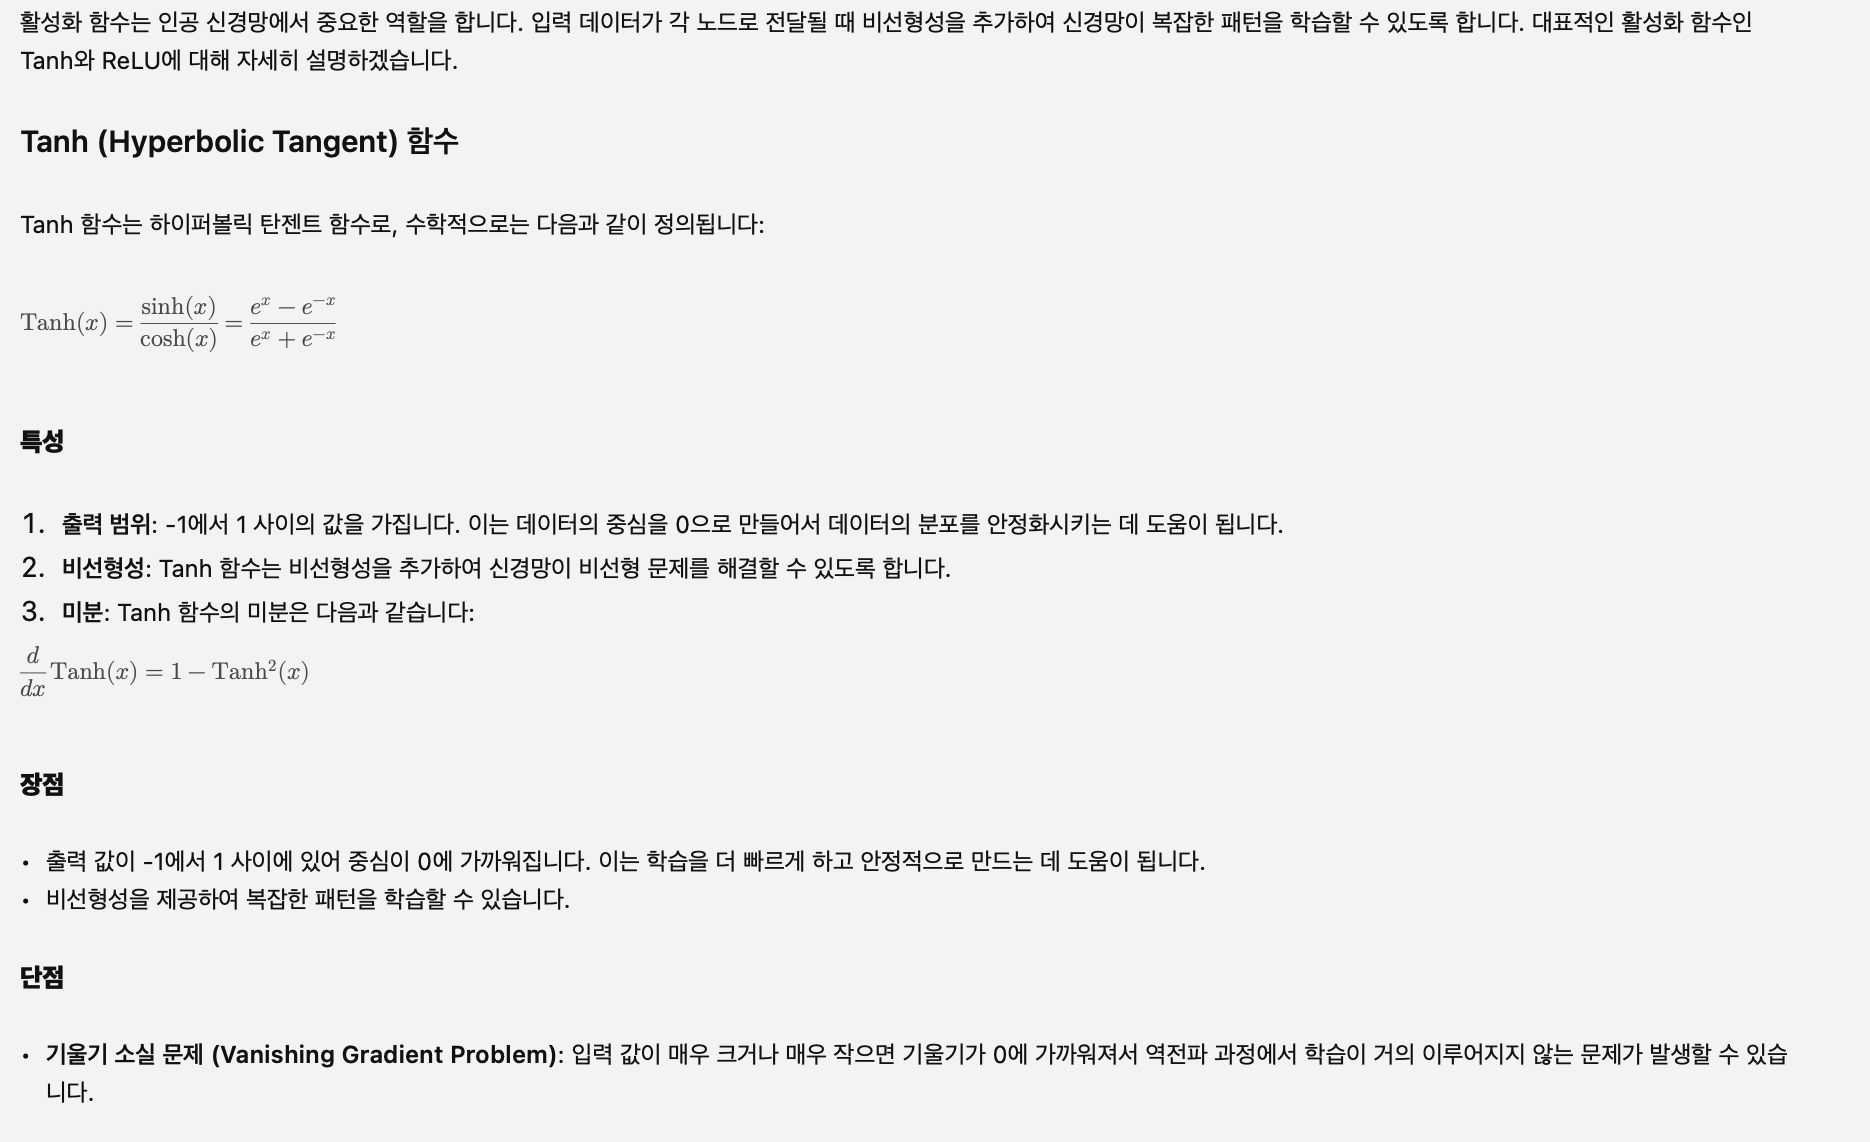 활성화 함수는 인공 신경망에서 중요한 역할을 합니다. 입력 데이터가 각 노드로 전달될 때 비선형성을 추가하여 신경망이 복잡한 패턴을 학습할 수 있도록 합니다. 대표적인 활성화 함수인
Tanh와 ReLU에 대해 자세히 설명하겠습니다.
Tanh (Hyperbolic Tangent) 함수
Tanh 함수는 하이퍼볼릭 탄젠트 함수로, 수학적으로는 다음과 같이 정의됩니다:
Tanh(x) = sinh(x)/cosh(x) = (e^x − e^{−x})/(e^x + e^{−x})
특성
1. 출력 범위: -1에서 1 사이의 값을 가집니다. 이는 데이터의 중심을 0으로 만들어서 데이터의 분포를 안정화시키는 데 도움이 됩니다.
2. 비선형성: Tanh 함수는 비선형성을 추가하여 신경망이 비선형 문제를 해결할 수 있도록 합니다.
3. 미분: Tanh 함수의 미분은 다음과 같습니다:
d/dx Tanh(x) = 1 − Tanh²(x)
장점
• 출력 값이 -1에서 1 사이에 있어 중심이 0에 가까워집니다. 이는 학습을 더 빠르게 하고 안정적으로 만드는 데 도움이 됩니다.
• 비선형성을 제공하여 복잡한 패턴을 학습할 수 있습니다.
단점
• 기울기 소실 문제 (Vanishing Gradient Problem): 입력 값이 매우 크거나 매우 작으면 기울기가 0에 가까워져서 역전파 과정에서 학습이 거의 이루어지지 않는 문제가 발생할 수 있습
니다.